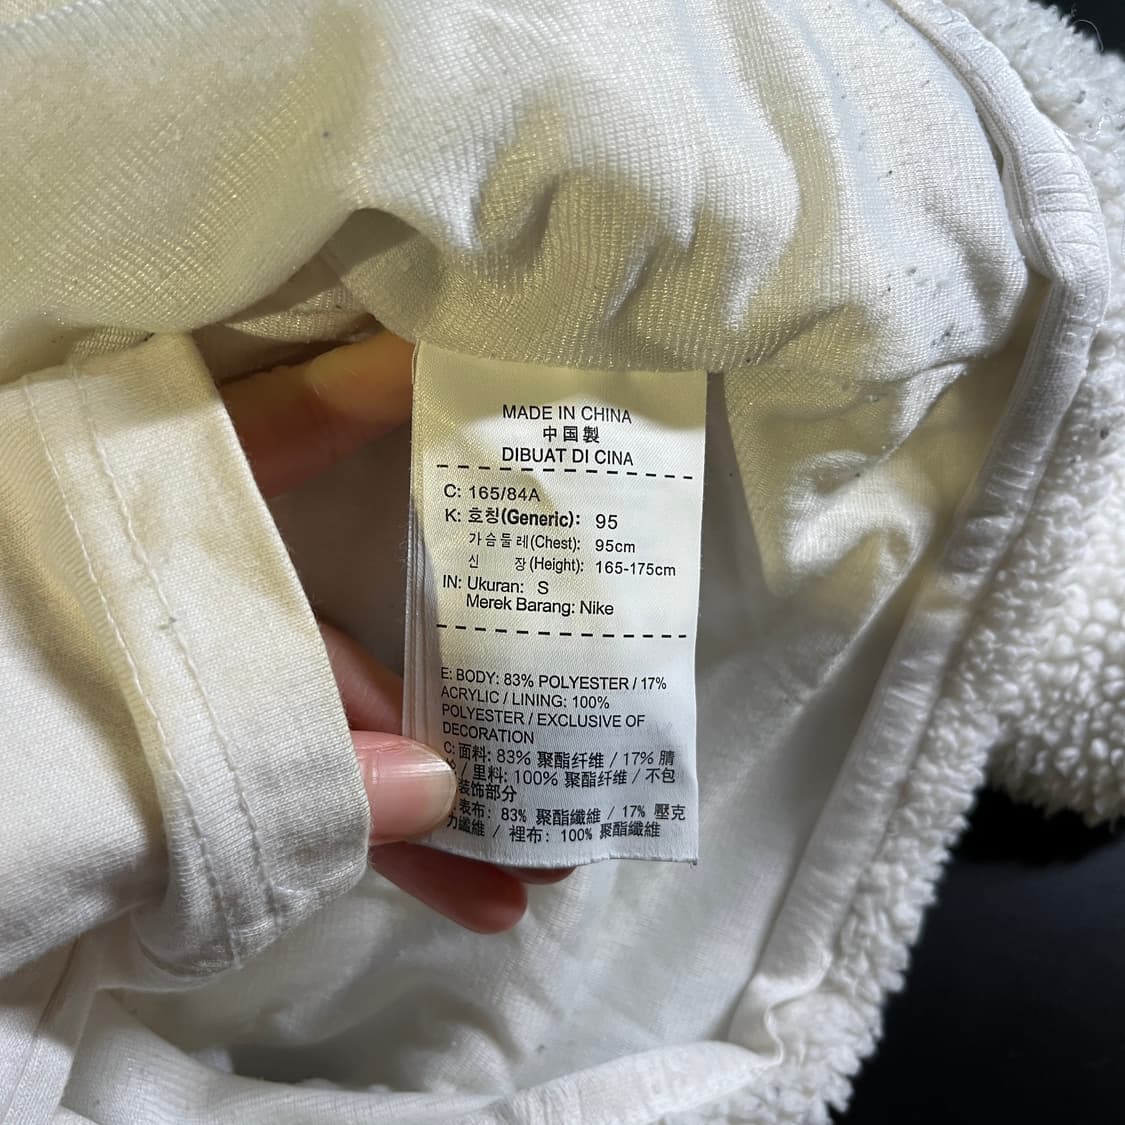 MADE IN CHINA
中国製
DIBUAT DI CINA
C: 165/84A
K: 호칭(Generic): 95
가슴둘레(Chest): 95cm
신 장(Height): 165-175cm
IN: Ukuran: S
Merek Barang: Nike
E: BODY: 83% POLYESTER / 17%
ACRYLIC / LINING: 100%
POLYESTER / EXCLUSIVE OF
DECORATION
C: 面料: 83% 聚酯纤维 / 17% 腈
/ 里料: 100% 聚酯纤维 / 不包
装饰部分
表布: 83% 聚酯纖維 / 17% 壓克
力纖維 / 裡布: 100% 聚酯纖維